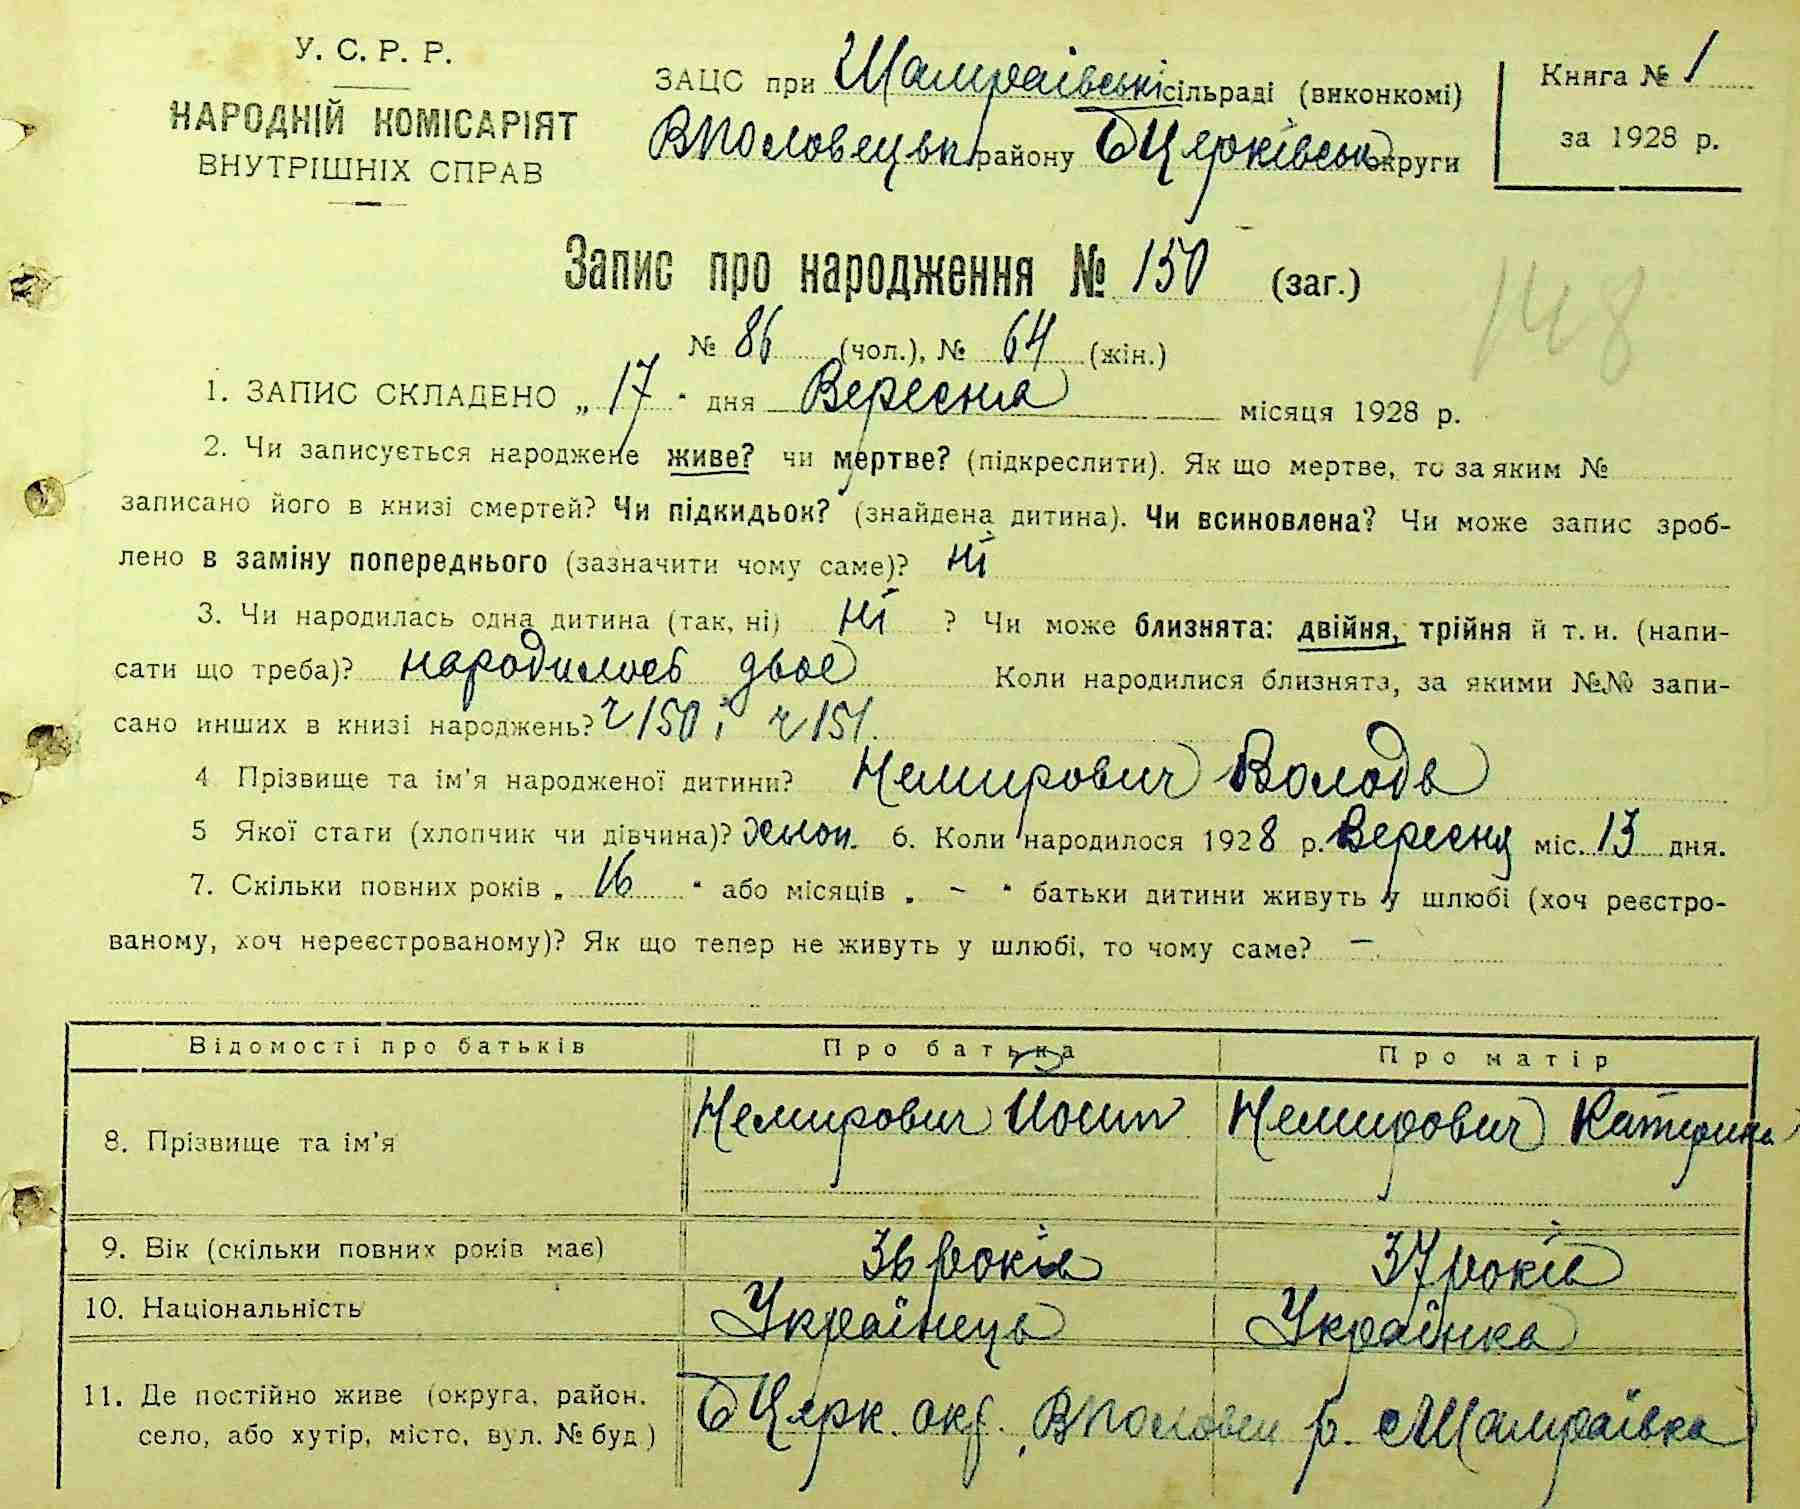 У. С. Р. Р.
НАРОДНІЙ КОМІСАРІЯТ
ВНУТРІШНІХ СПРАВ
ЗАЦС при Шамраївські сільраді (виконкомі)
ВПоловецьк району БЦерківськ округи
Книга № 1
за 1928 р.
Запис про народження № 150 (заг.)
148
№ 86 (чол.), № 64 (жін.)
1. ЗАПИС СКЛАДЕНО „ 17 “ дня Вересня місяця 1928 р.
2. Чи записується народжене живе? чи мертве? (підкреслити). Як що мертве, то за яким №
записано його в книзі смертей? Чи підкидьок? (знайдена дитина). Чи всиновлена? Чи може запис зроб-
лено в заміну попереднього (зазначити чому саме)? ні
3. Чи народилась одна дитина (так, ні) ні ? Чи може близнята: двійня, трійня й т. и. (напи-
сати що треба)? народилось двоє Коли народилися близнята, за якими №№ запи-
сано инших в книзі народжень? ч 150 і ч 151.
4 Прізвище та ім'я народженої дитини? Немирович Володь
5 Якої стати (хлопчик чи дівчина)? хлоп. 6. Коли народилося 1928 р. Вересня міс. 13 дня.
7. Скільки повних років „ 16 “ або місяців „ - “ батьки дитини живуть у шлюбі (хоч реєстро-
ваному, хоч нереєстрованому)? Як що тепер не живуть у шлюбі, то чому саме? —.
Відомості про батьків Про батька Про матір
8. Прізвище та ім'я Немирович Йосип Немирович Катерина
9. Вік (скільки повних років має) 36 років 37 років
10. Національність Українець Українка
11. Де постійно живе (округа, район, село, або хутір, місто, вул. № буд) БЦерк. окр. ВПоловец р. с Шамраївка